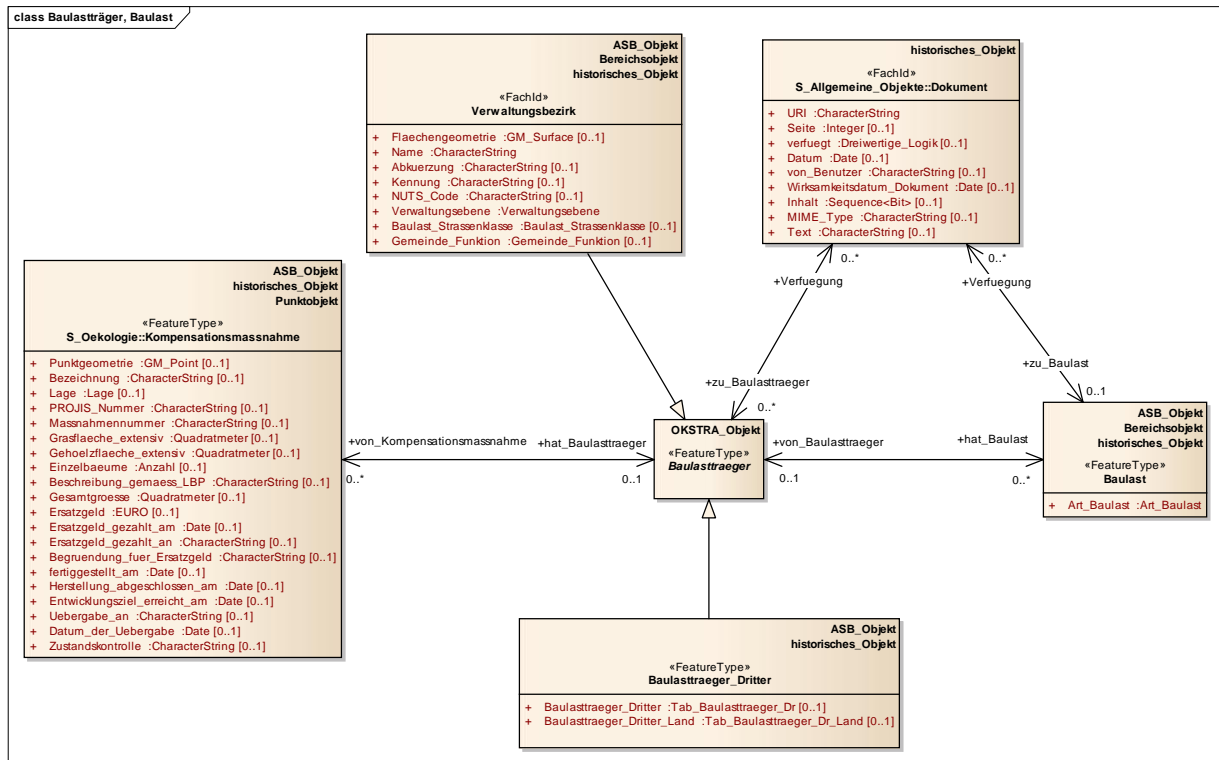 class Baulastträger, Baulast
ASB_Objekt
Bereichsobjekt
historisches_Objekt
«FachId»
Verwaltungsbezirk
+ Flaechengeometrie :GM_Surface [0..1]
+ Name :CharacterString
+ Abkuerzung :CharacterString [0..1]
+ Kennung :CharacterString [0..1]
+ NUTS_Code :CharacterString [0..1]
+ Verwaltungsebene :Verwaltungsebene
+ Baulast_Strassenklasse :Baulast_Strassenklasse [0..1]
+ Gemeinde_Funktion :Gemeinde_Funktion [0..1]
historisches_Objekt
«FachId»
S_Allgemeine_Objekte::Dokument
+ URI :CharacterString
+ Seite :Integer [0..1]
+ verfuegt :Dreiwertige_Logik [0..1]
+ Datum :Date [0..1]
+ von_Benutzer :CharacterString [0..1]
+ Wirksamkeitsdatum_Dokument :Date [0..1]
+ Inhalt :Sequence<Bit> [0..1]
+ MIME_Type :CharacterString [0..1]
+ Text :CharacterString [0..1]
0..*
+Verfuegung
0..*
+Verfuegung
+zu_Baulasttraeger
0..*
+zu_Baulast
0..1
ASB_Objekt
historisches_Objekt
Punktobjekt
«FeatureType»
S_Oekologie::Kompensationsmassnahme
+ Punktgeometrie :GM_Point [0..1]
+ Bezeichnung :CharacterString [0..1]
+ Lage :Lage [0..1]
+ PROJIS_Nummer :CharacterString [0..1]
+ Massnahmennummer :CharacterString [0..1]
+ Grasflaeche_extensiv :Quadratmeter [0..1]
+ Gehoelzflaeche_extensiv :Quadratmeter [0..1]
+ Einzelbaeume :Anzahl [0..1]
+ Beschreibung_gemaess_LBP :CharacterString [0..1]
+ Gesamtgroesse :Quadratmeter [0..1]
+ Ersatzgeld :EURO [0..1]
+ Ersatzgeld_gezahlt_am :Date [0..1]
+ Ersatzgeld_gezahlt_an :CharacterString [0..1]
+ Begruendung_fuer_Ersatzgeld :CharacterString [0..1]
+ fertiggestellt_am :Date [0..1]
+ Herstellung_abgeschlossen_am :Date [0..1]
+ Entwicklungsziel_erreicht_am :Date [0..1]
+ Uebergabe_an :CharacterString [0..1]
+ Datum_der_Uebergabe :Date [0..1]
+ Zustandskontrolle :CharacterString [0..1]
+von_Kompensationsmassnahme
0..*
+hat_Baulasttraeger
0..1
OKSTRA_Objekt
«FeatureType»
Baulasttraeger
+von_Baulasttraeger
0..1
+hat_Baulast
0..*
ASB_Objekt
Bereichsobjekt
historisches_Objekt
«FeatureType»
Baulast
+ Art_Baulast :Art_Baulast
ASB_Objekt
historisches_Objekt
«FeatureType»
Baulasttraeger_Dritter
+ Baulasttraeger_Dritter :Tab_Baulasttraeger_Dr [0..1]
+ Baulasttraeger_Dritter_Land :Tab_Baulasttraeger_Dr_Land [0..1]